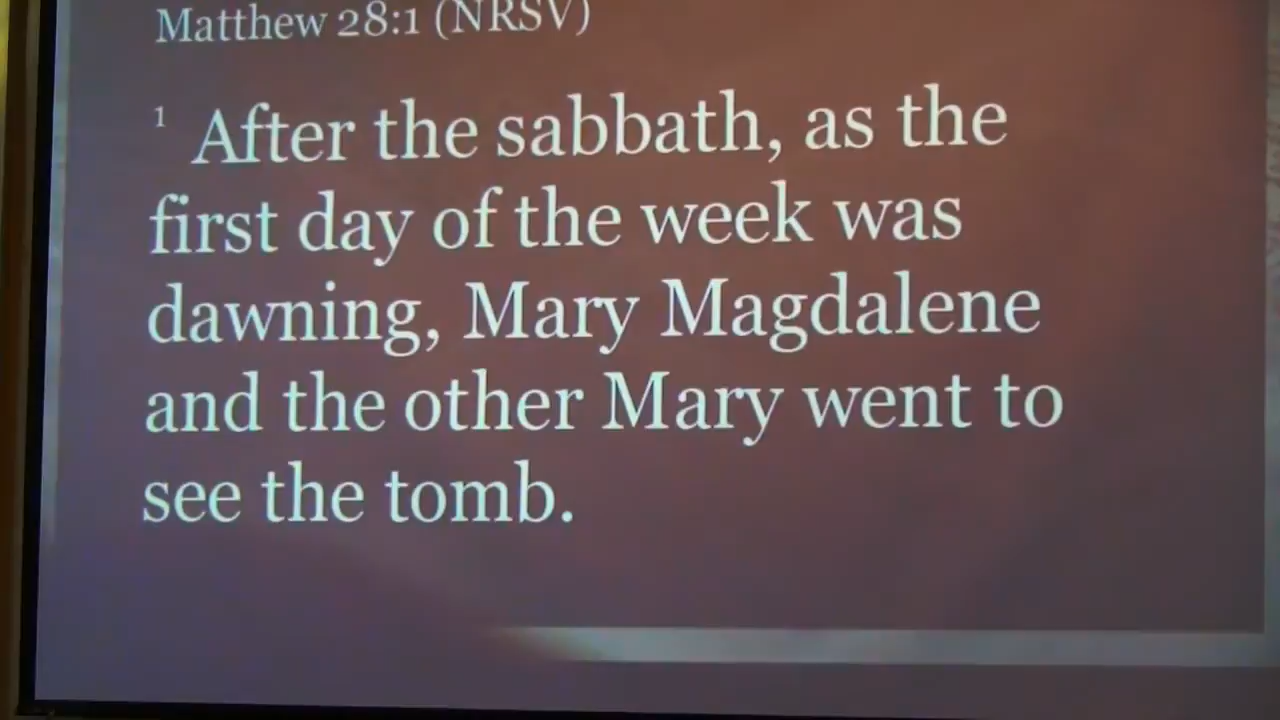 Matthew 28:1 (NRSV)
1 After the sabbath, as the
first day of the week was
dawning, Mary Magdalene
and the other Mary went to
see the tomb.